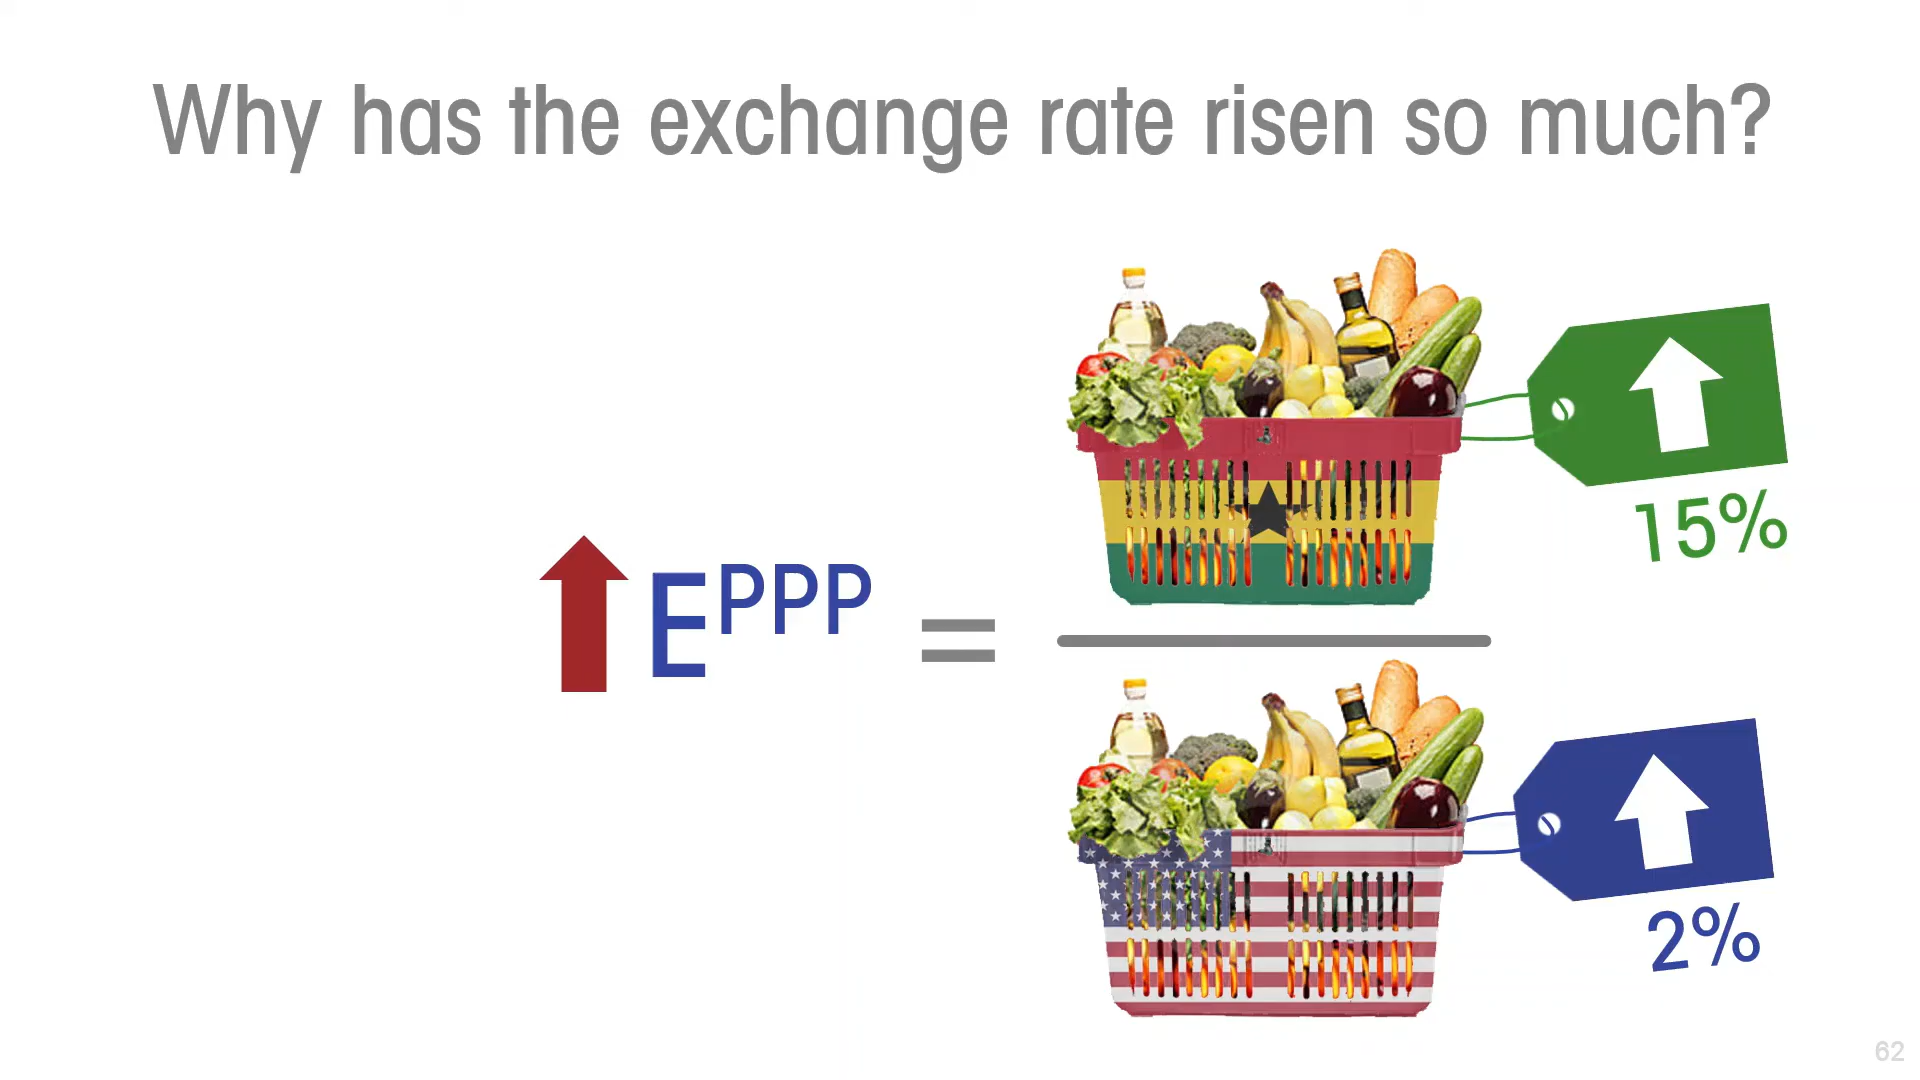 Why has the exchange rate risen so much?
15%
EPPP =
2%
62